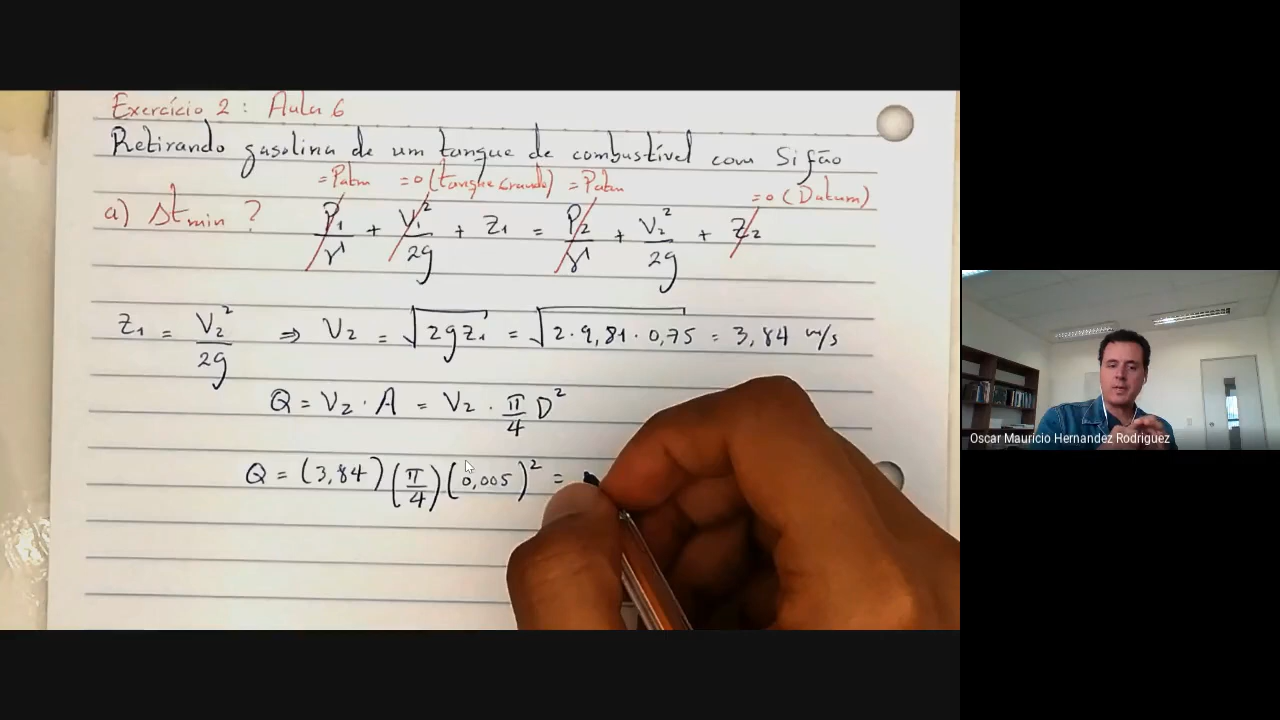 Exercício 2 : Aula 6
Retirando gasolina de um tanque de combustível com Sifão
= Patm = 0 (tanque Grande) = Patm = 0 (Datum)
a) Δt min ? P₁/γ + V₁²/2g + Z₁ = P₂/γ + V₂²/2g + Z₂
Z₁ = V₂²/2g ⇒ V₂ = √2gz₁ = √2·9,81·0,75 = 3,84 m/s
Q = V₂ · A = V₂ · π/4 D²
Q = (3,84) (π/4) (0,005)² =
Oscar Maurício Hernandez Rodriguez